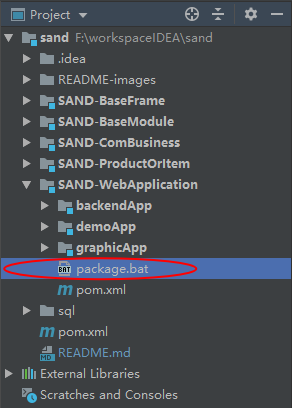 Project
sand F:\workspaceIDEA\sand
.idea
README-images
SAND-BaseFrame
SAND-BaseModule
SAND-ComBusiness
SAND-ProductOrItem
SAND-WebApplication
backendApp
demoApp
graphicApp
BAT package.bat
m pom.xml
sql
m pom.xml
MD README.md
External Libraries
Scratches and Consoles